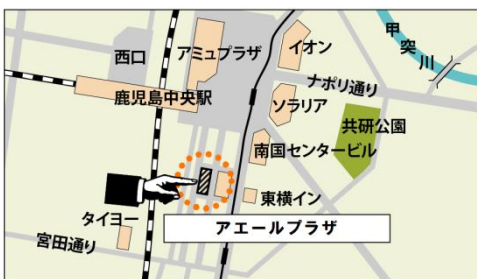 西口
アミュプラザ
イオン
甲突川
ナポリ通り
鹿児島中央駅
ソラリア
共研公園
南国センタービル
東横イン
タイヨー
アエールプラザ
宮田通り